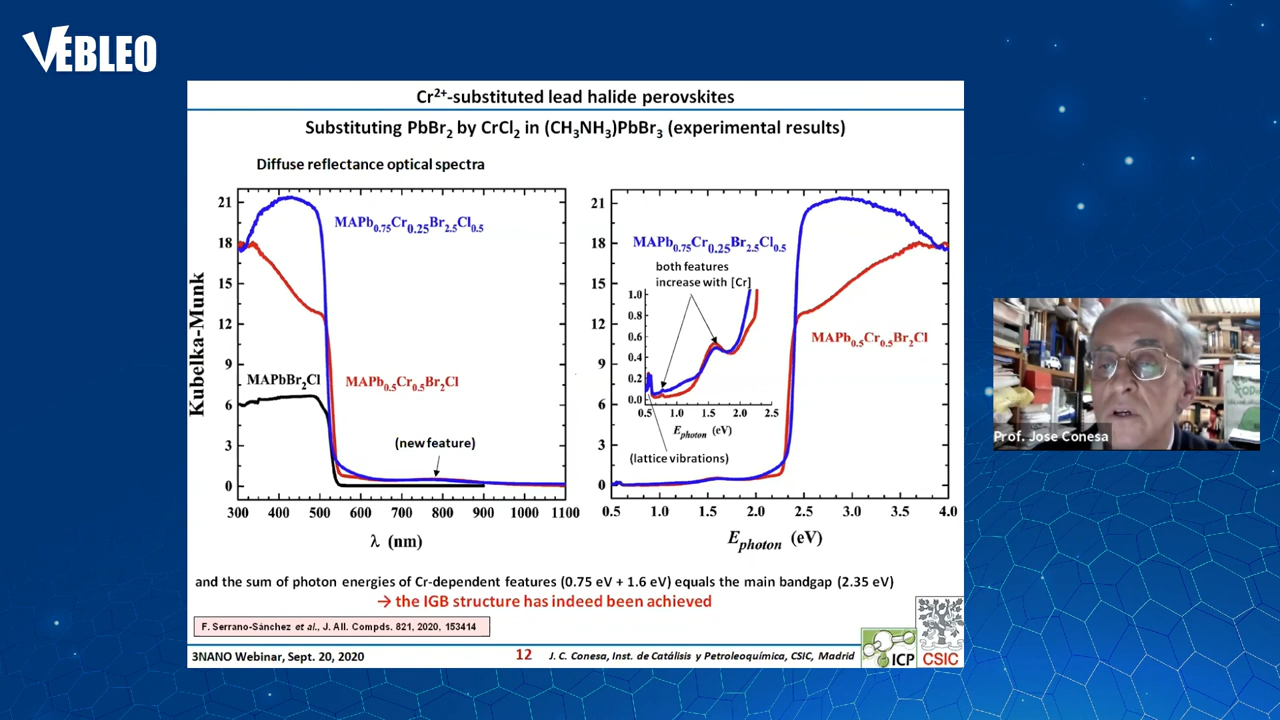 VEBLEO
Cr2+-substituted lead halide perovskites
Substituting PbBr2 by CrCl2 in (CH3NH3)PbBr3 (experimental results)
Diffuse reflectance optical spectra
Kubelka-Munk
21
18
15
12
9
6
3
0
MAPb0.75Cr0.25Br2.5Cl0.5
MAPbBr2Cl
MAPb0.5Cr0.5Br2Cl
(new feature)
300 400 500 600 700 800 900 1000 1100
λ (nm)
21
18
15
12
9
6
3
0
MAPb0.75Cr0.25Br2.5Cl0.5
both features
increase with [Cr]
1.0
0.8
0.6
0.4
0.2
0.0
0.5 1.0 1.5 2.0 2.5
Ephoton (eV)
(lattice vibrations)
MAPb0.5Cr0.5Br2Cl
0.5 1.0 1.5 2.0 2.5 3.0 3.5 4.0
Ephoton (eV)
Prof. Jose Conesa
and the sum of photon energies of Cr-dependent features (0.75 eV + 1.6 eV) equals the main bandgap (2.35 eV)
→ the IGB structure has indeed been achieved
F. Serrano-Sánchez et al., J. All. Compds. 821, 2020, 153414
3NANO Webinar, Sept. 20, 2020
12
J. C. Conesa, Inst. de Catálisis y Petroleoquímica, CSIC, Madrid
ICP
CSIC